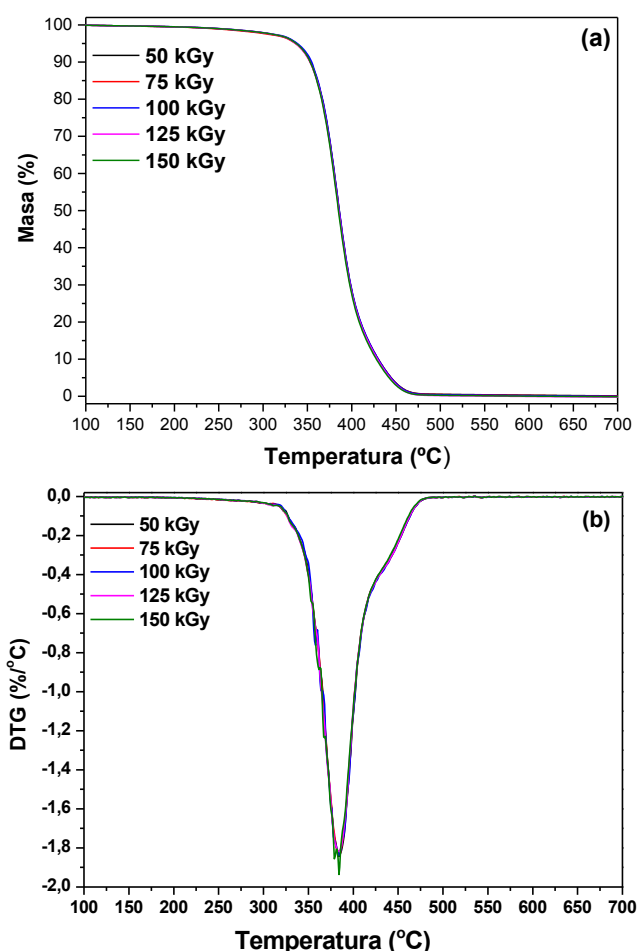 100
(a)
50 kGy
90
75 kGy
80
100 kGy
70
125 kGy
150 kGy
60
50
40
30
20
10
0
Masa (%)
100 150 200 250 300 350 400 450 500 550 600 650 700
Temperatura (ºC)
0,0
(b)
50 kGy
-0,2
75 kGy
100 kGy
-0,4
125 kGy
-0,6
150 kGy
-0,8
-1,0
-1,2
-1,4
-1,6
-1,8
-2,0
DTG (%/°C)
100 150 200 250 300 350 400 450 500 550 600 650 700
Temperatura (°C)